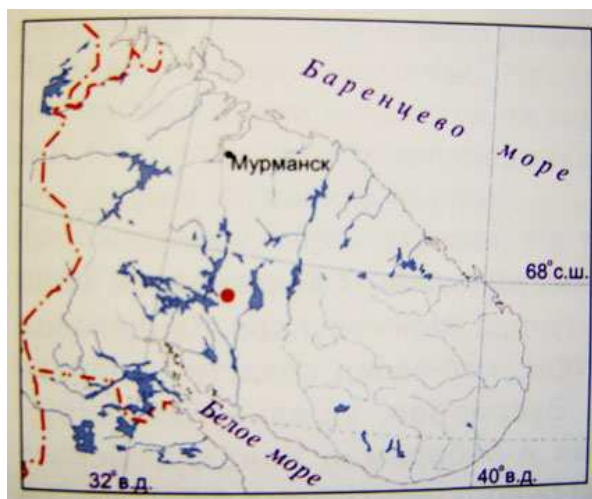 Баренцево море
Мурманск
68°с.ш.
Белое море
32°в.д.
40°в.д.